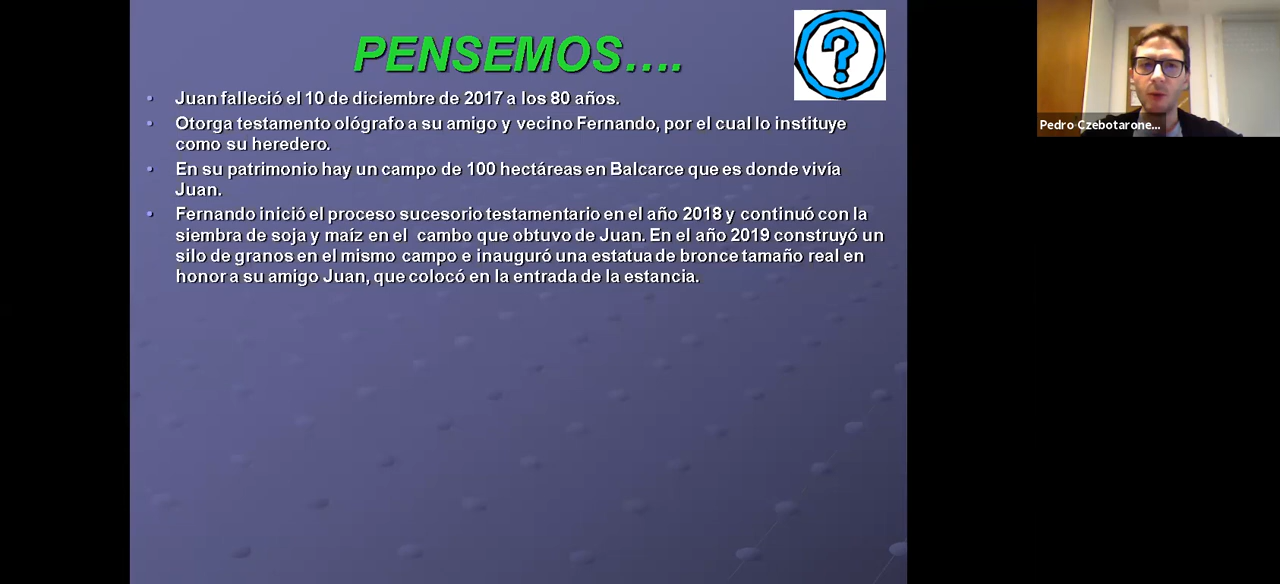 PENSEMOS….
Juan falleció el 10 de diciembre de 2017 a los 80 años.
Otorga testamento ológrafo a su amigo y vecino Fernando, por el cual lo instituye
como su heredero.
En su patrimonio hay un campo de 100 hectáreas en Balcarce que es donde vivía
Juan.
Fernando inició el proceso sucesorio testamentario en el año 2018 y continuó con la
siembra de soja y maíz en el cambo que obtuvo de Juan. En el año 2019 construyó un
silo de granos en el mismo campo e inauguró una estatua de bronce tamaño real en
honor a su amigo Juan, que colocó en la entrada de la estancia.
?
Pedro Czebotarone...